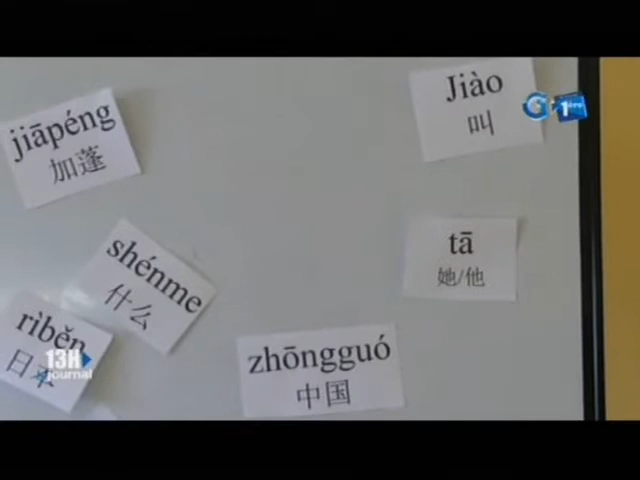 jiāpéng
加蓬
Jiào
叫
G 1ère
shénme
什么
tā
她/他
rìběn
日本
13H
journal
zhōngguó
中国